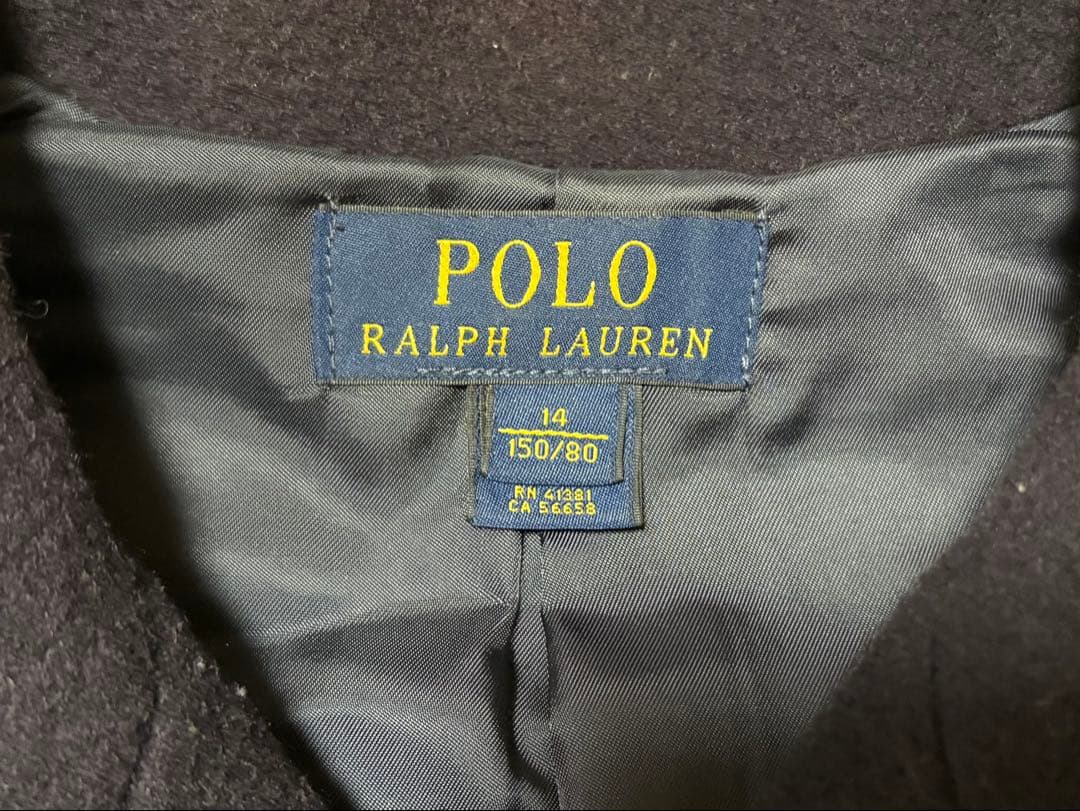 POLO
RALPH LAUREN
14
150/80
RN 41381
CA 56658